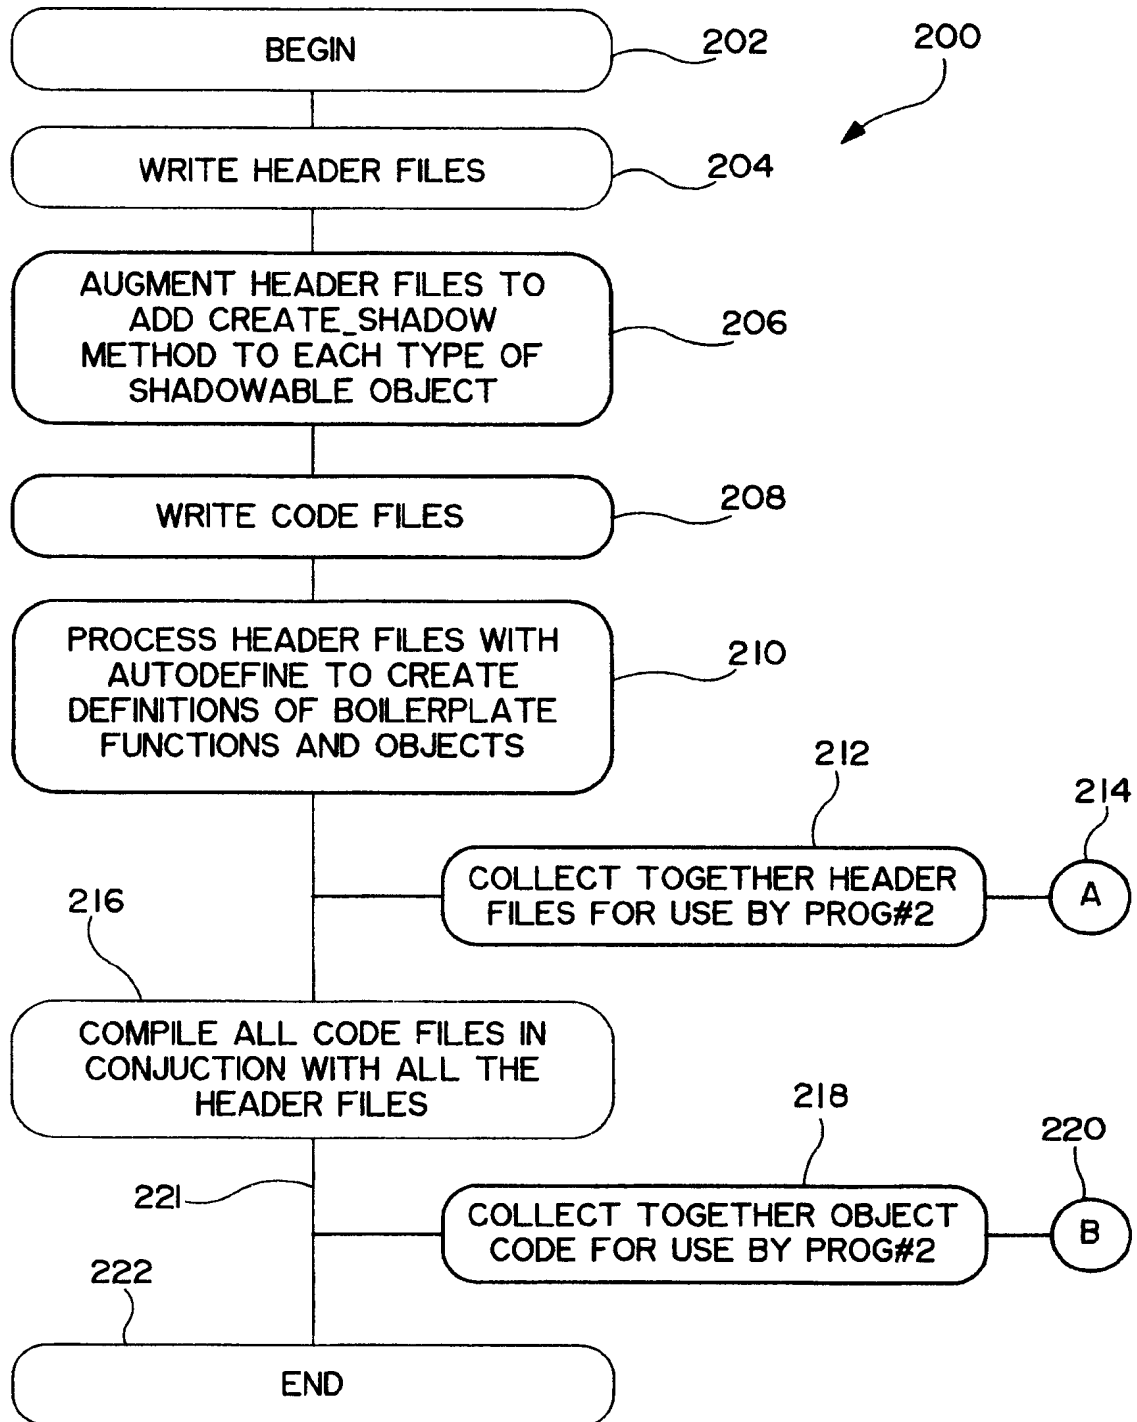 BEGIN
202
200
WRITE HEADER FILES
204
AUGMENT HEADER FILES TO
ADD CREATE_SHADOW
METHOD TO EACH TYPE OF
SHADOWABLE OBJECT
206
WRITE CODE FILES
208
PROCESS HEADER FILES WITH
AUTODEFINE TO CREATE
DEFINITIONS OF BOILERPLATE
FUNCTIONS AND OBJECTS
210
212
214
COLLECT TOGETHER HEADER
FILES FOR USE BY PROG#2
A
216
COMPILE ALL CODE FILES IN
CONJUCTION WITH ALL THE
HEADER FILES
218
220
221
COLLECT TOGETHER OBJECT
CODE FOR USE BY PROG#2
B
222
END